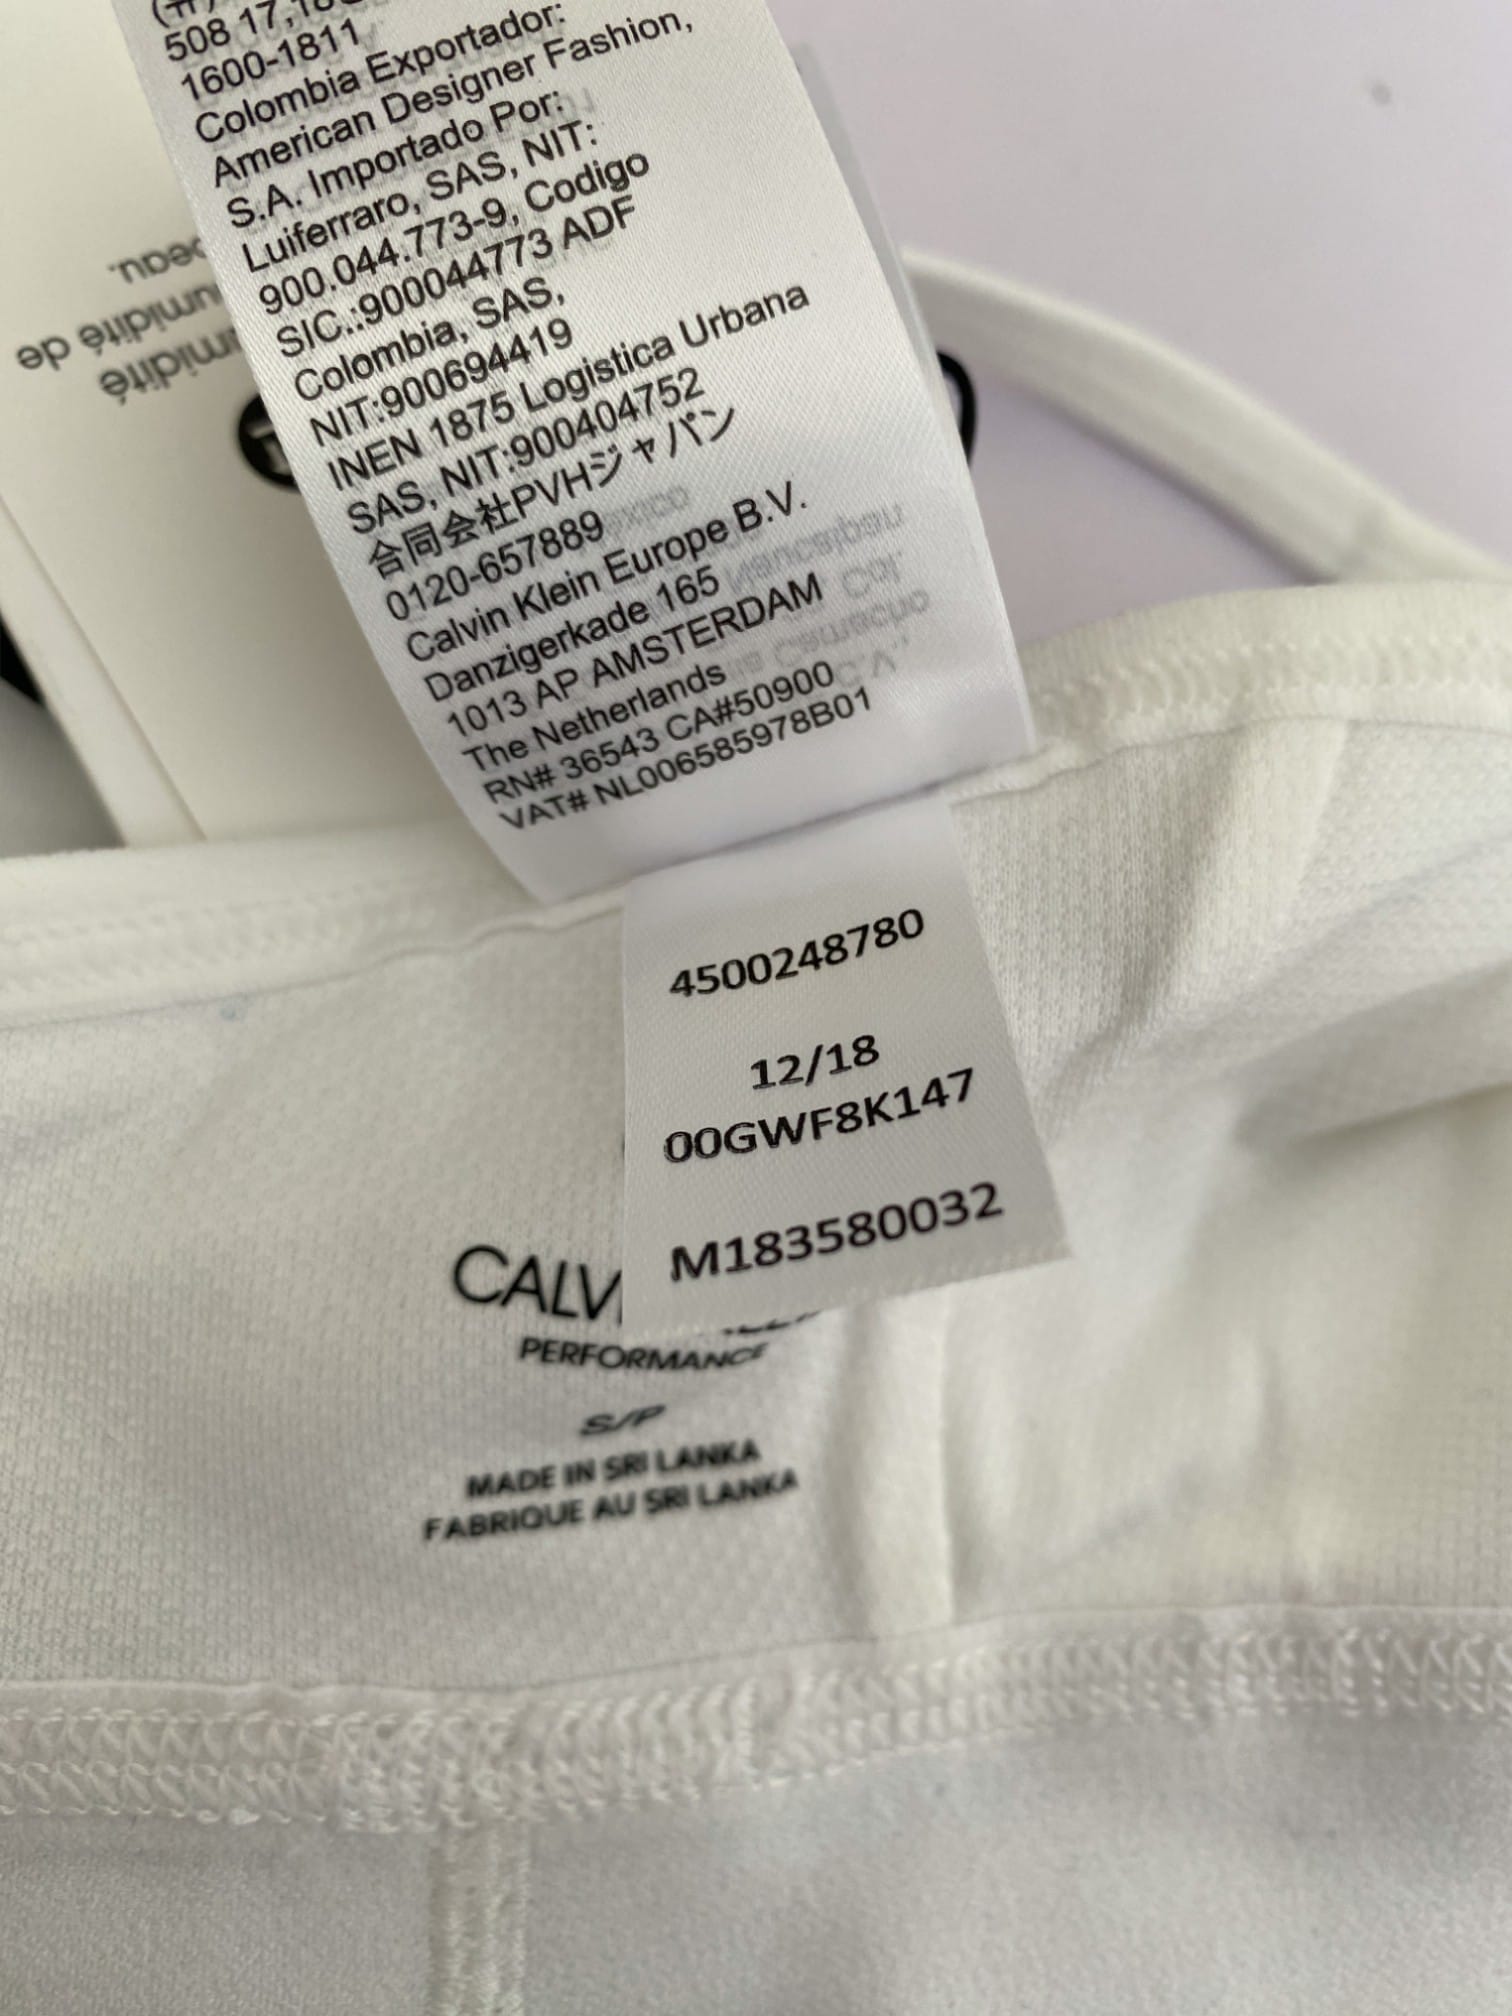 508 17,18
1600-1811
Colombia Exportador:
American Designer Fashion,
S.A. Importado Por:
Luiferraro, SAS, NIT:
900.044.773-9, Codigo
SIC.:900044773 ADF
Colombia, SAS,
NIT:900694419
INEN 1875 Logistica Urbana
SAS, NIT:900404752
合同会社PVHジャパン
0120-657889
Calvin Klein Europe B.V.
Danzigerkade 165
1013 AP AMSTERDAM
The Netherlands
RN# 36543 CA#50900
VAT# NL006585978B01
4500248780
12/18
00GWF8K147
M183580032
PERFORMANCE
S/P
MADE IN SRI LANKA
FABRIQUE AU SRI LANKA
de